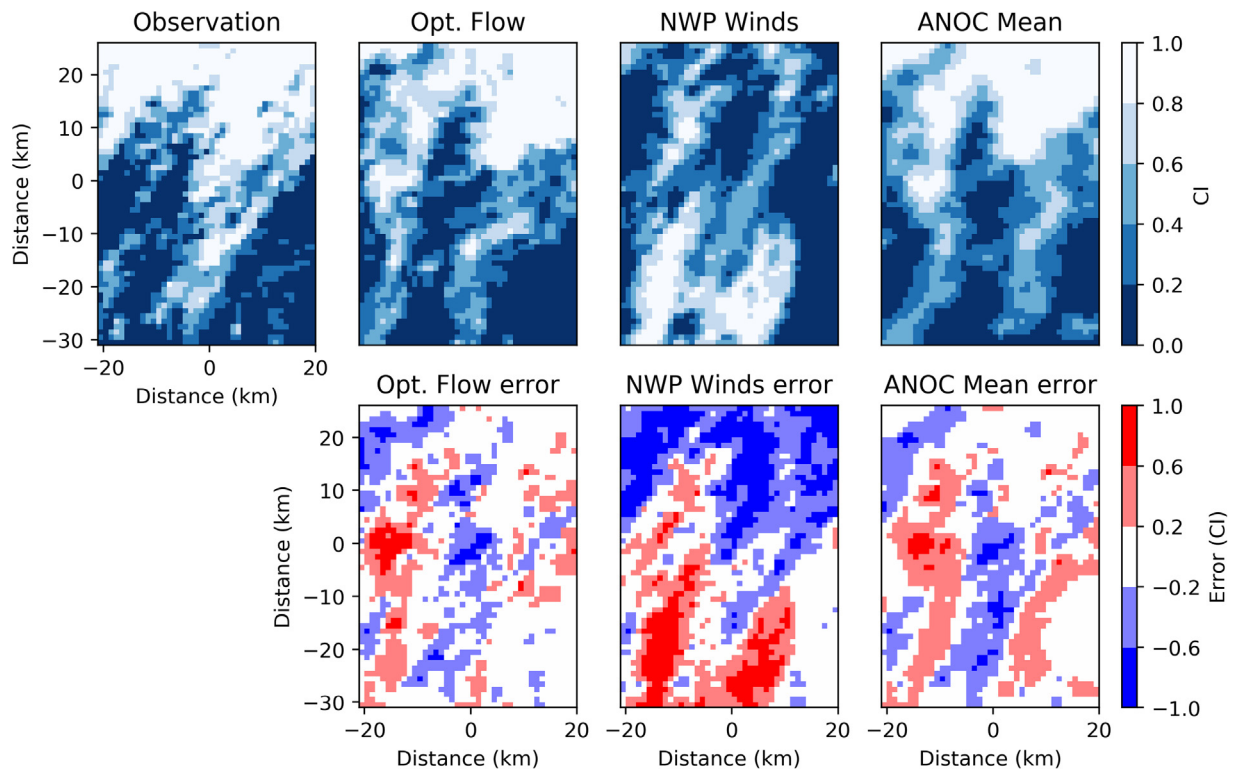 Observation
Opt. Flow
NWP Winds
ANOC Mean
20
10
0
−10
−20
−30
Distance (km)
−20
0
20
Distance (km)
1.0
0.8
0.6
0.4
0.2
0.0
CI
Opt. Flow error
NWP Winds error
ANOC Mean error
20
10
0
−10
−20
−30
Distance (km)
−20
0
20
Distance (km)
−20
0
20
Distance (km)
−20
0
20
Distance (km)
1.0
0.6
0.2
−0.2
−0.6
−1.0
Error (CI)